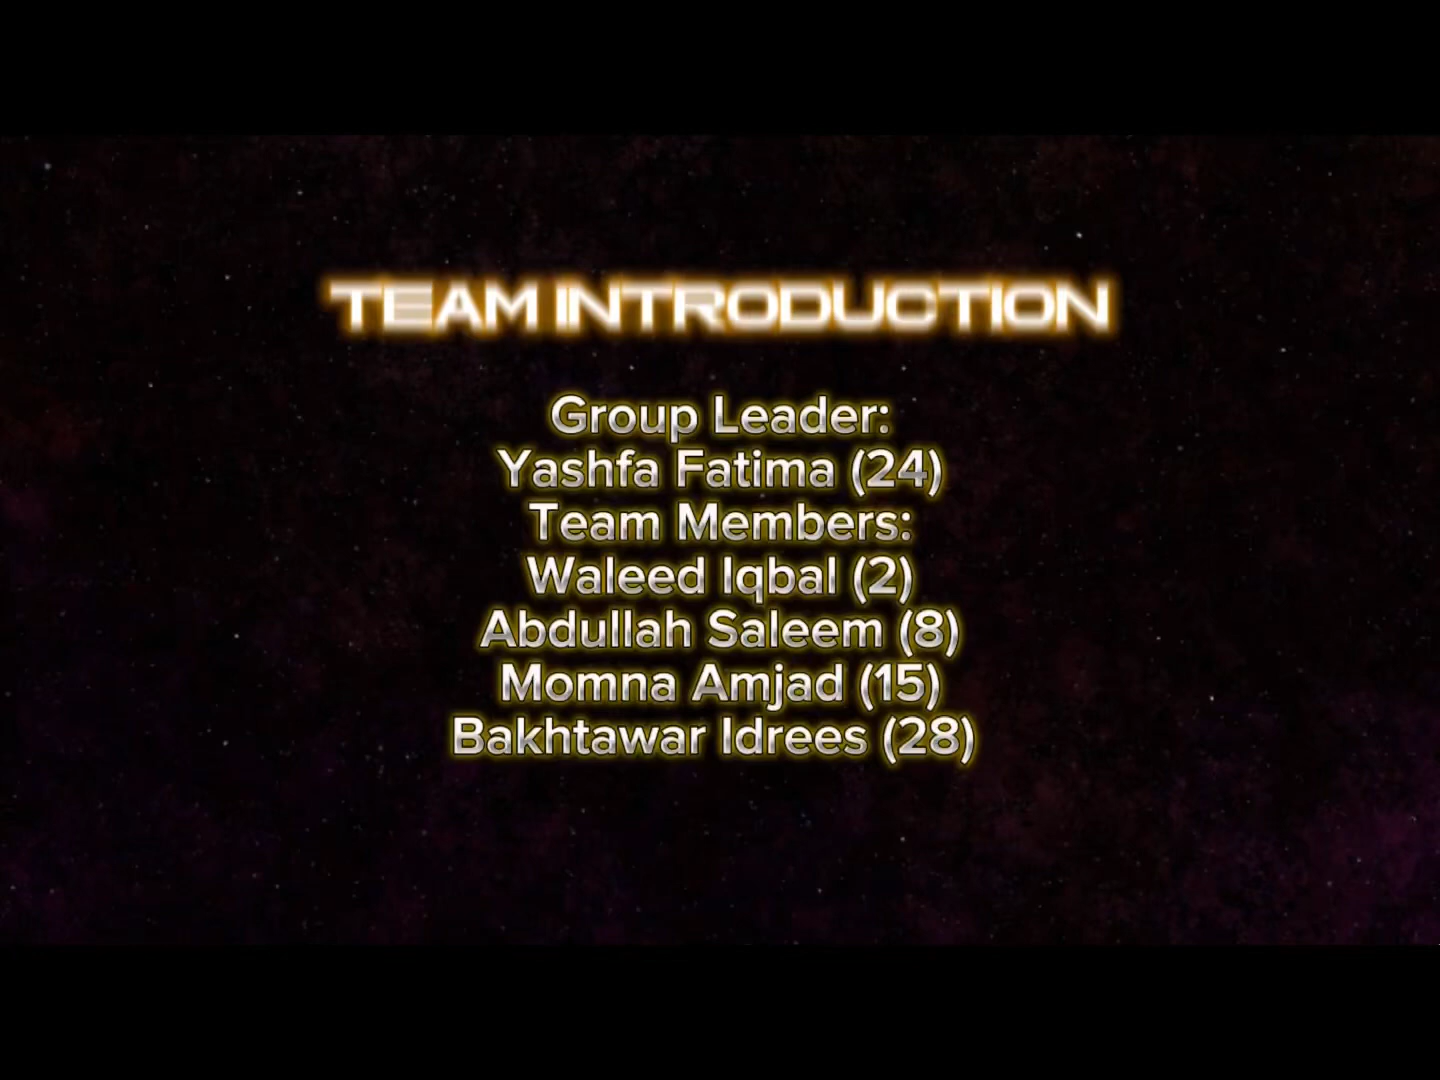 TEAM INTRODUCTION
Group Leader:
Yashfa Fatima (24)
Team Members:
Waleed Iqbal (2)
Abdullah Saleem (8)
Momna Amjad (15)
Bakhtawar Idrees (28)